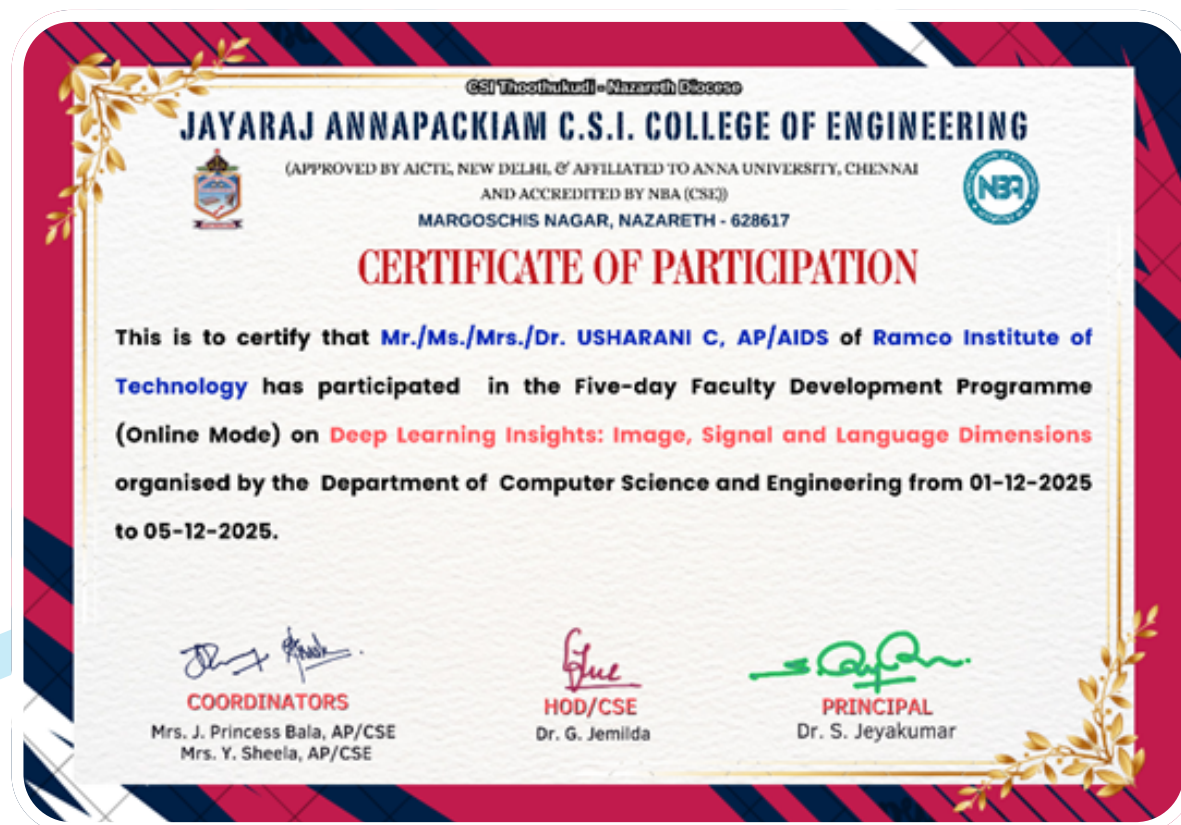 CSI Thoothukudi - Nazareth Diocese
JAYARAJ ANNAPACKIAM C.S.I. COLLEGE OF ENGINEERING
(APPROVED BY AICTE, NEW DELHI, & AFFILIATED TO ANNA UNIVERSITY, CHENNAI
AND ACCREDITED BY NBA (CSE))
MARGOSCHIS NAGAR, NAZARETH - 628617
NBA
CERTIFICATE OF PARTICIPATION
This is to certify that Mr./Ms./Mrs./Dr. USHARANI C, AP/AIDS of Ramco Institute of
Technology has participated in the Five-day Faculty Development Programme
(Online Mode) on Deep Learning Insights: Image, Signal and Language Dimensions
organised by the Department of Computer Science and Engineering from 01-12-2025
to 05-12-2025.
COORDINATORS
Mrs. J. Princess Bala, AP/CSE
Mrs. Y. Sheela, AP/CSE
HOD/CSE
Dr. G. Jemilda
PRINCIPAL
Dr. S. Jeyakumar